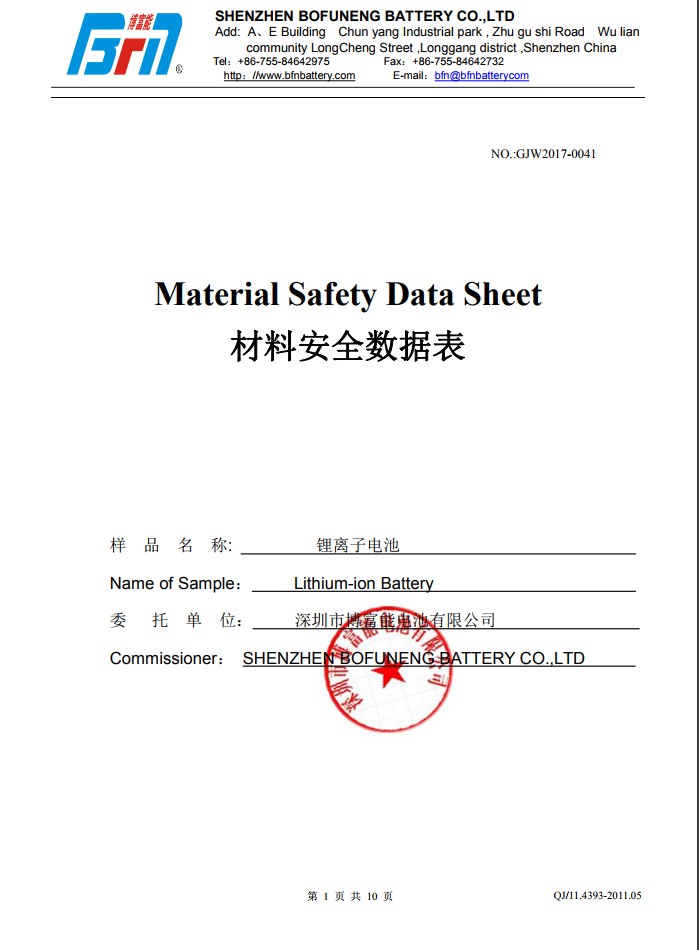 博富能
BFN
®
SHENZHEN BOFUNENG BATTERY CO.,LTD
Add: A、E Building Chun yang Industrial park , Zhu gu shi Road Wu lian
community LongCheng Street ,Longgang district ,Shenzhen China
Tel：+86-755-84642975 Fax：+86-755-84642732
http：//www.bfnbattery.com E-mail：bfn@bfnbatterycom
NO.:GJW2017-0041
Material Safety Data Sheet
材料安全数据表
样 品 名 称: 锂离子电池
Name of Sample： Lithium-ion Battery
委 托 单 位： 深圳市博富能电池有限公司
Commissioner： SHENZHEN BOFUNENG BATTERY CO.,LTD
深圳市博富能电池有限公司
第 1 页 共 10 页
QJ/11.4393-2011.05